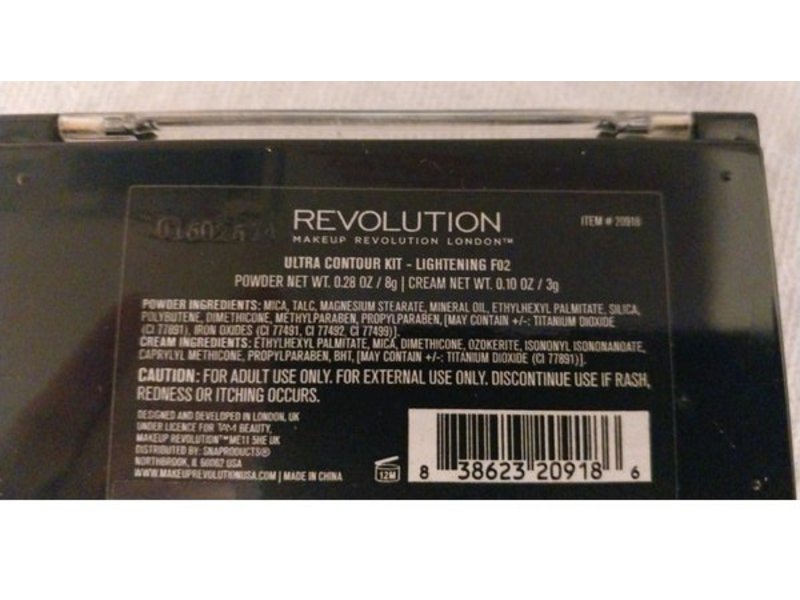 REVOLUTION
MAKEUP REVOLUTION LONDON™
ITEM # 20918
ULTRA CONTOUR KIT - LIGHTENING F02
POWDER NET WT. 0.28 OZ / 8g | CREAM NET WT. 0.10 OZ / 3g
POWDER INGREDIENTS: MICA, TALC, MAGNESIUM STEARATE, MINERAL OIL, ETHYLHEXYL PALMITATE, SILICA,
POLYBUTENE, DIMETHICONE, METHYLPARABEN, PROPYLPARABEN, [MAY CONTAIN +/-: TITANIUM DIOXIDE
(CI 77891), IRON OXIDES (CI 77491, CI 77492, CI 77499)].
CREAM INGREDIENTS: ETHYLHEXYL PALMITATE, MICA, DIMETHICONE, OZOKERITE, ISONONYL ISONONANOATE,
CAPRYLYL METHICONE, PROPYLPARABEN, BHT, [MAY CONTAIN +/-: TITANIUM DIOXIDE (CI 77891)].
CAUTION: FOR ADULT USE ONLY. FOR EXTERNAL USE ONLY. DISCONTINUE USE IF RASH,
REDNESS OR ITCHING OCCURS.
DESIGNED AND DEVELOPED IN LONDON, UK
UNDER LICENCE FOR TAM BEAUTY,
MAKEUP REVOLUTION™ ME11 5HE UK
DISTRIBUTED BY: SNAPRODUCTS®
NORTHBROOK, IL 60062 USA
WWW.MAKEUPREVOLUTIONUSA.COM | MADE IN CHINA
12M
8 38623 20918 6